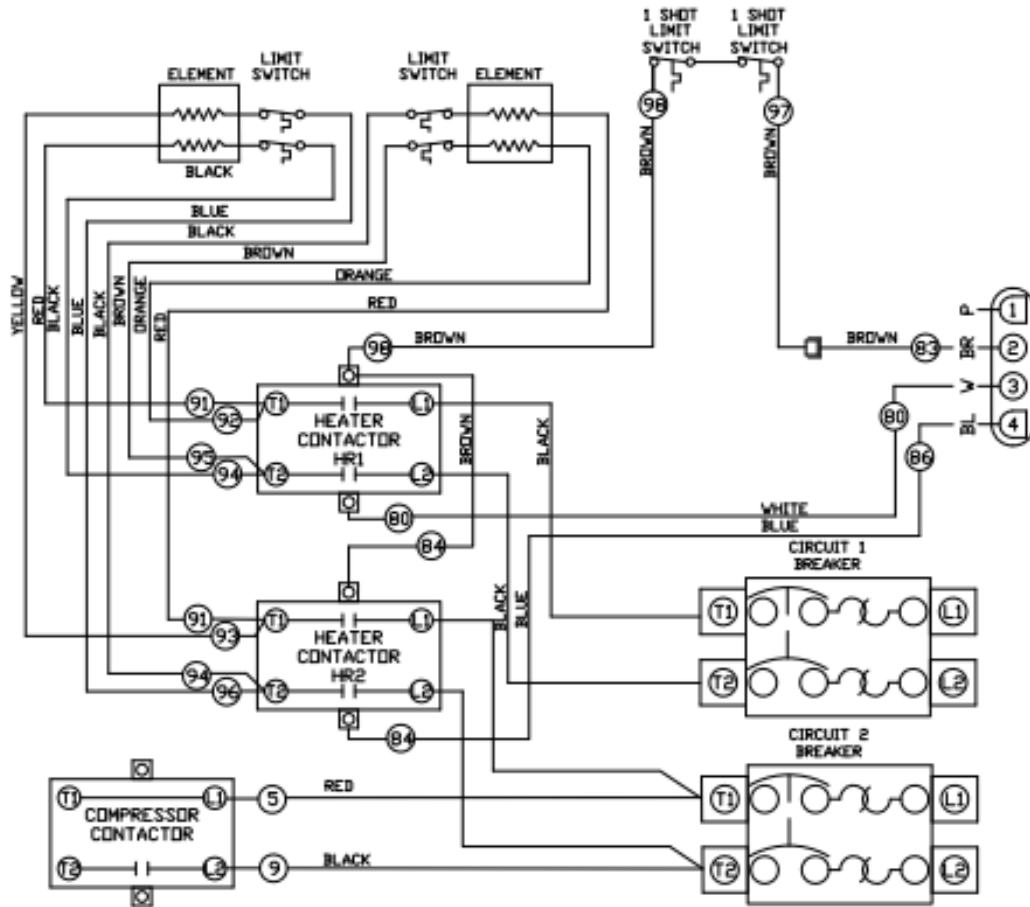 1 SHOT
LIMIT
SWITCH
1 SHOT
LIMIT
SWITCH
ELEMENT
LIMIT
SWITCH
LIMIT
SWITCH
ELEMENT
98
97
BROWN
BROWN
BLACK
BLUE
BLACK
BROWN
ORANGE
RED
YELLOW
RED
BLACK
BLUE
BLACK
BROWN
ORANGE
RED
98
BROWN
P
1
BROWN
83
BR
2
W
3
BL
4
80
86
91
92
95
94
T1
L1
HEATER
CONTACTOR
HR1
T2
L2
BROWN
BLACK
80
WHITE
BLUE
84
BLACK
BLUE
CIRCUIT 1
BREAKER
T1
L1
T2
L2
91
93
94
96
T1
L1
HEATER
CONTACTOR
HR2
T2
L2
84
CIRCUIT 2
BREAKER
T1
L1
T2
L2
T1
L1
COMPRESSOR
CONTACTOR
T2
L2
5
RED
9
BLACK